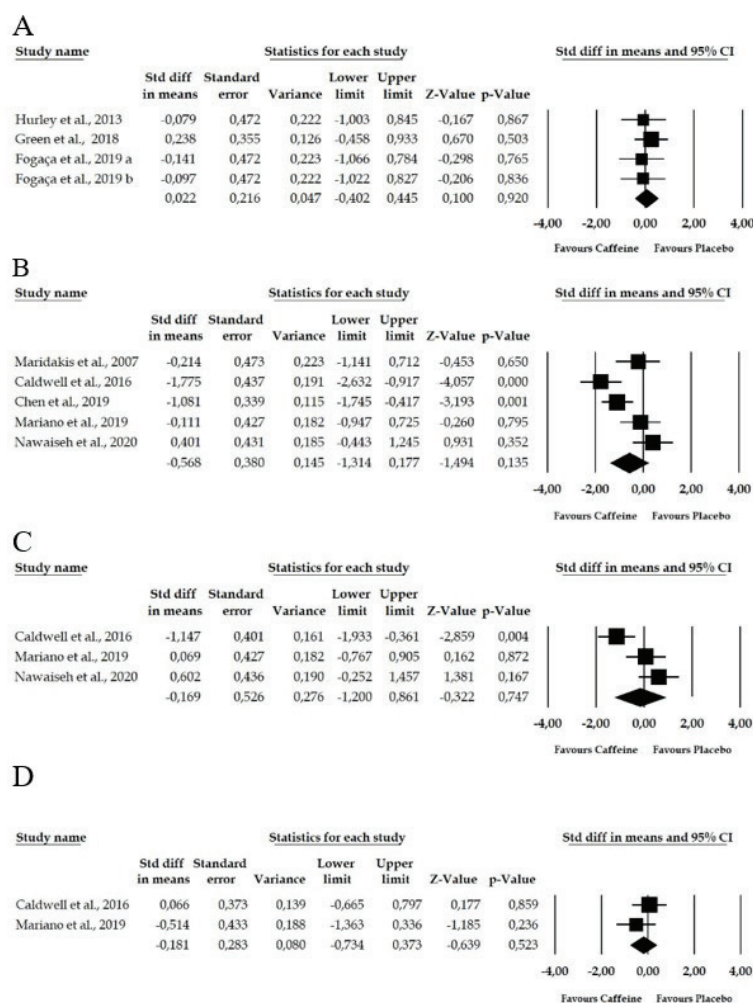 A
Study name Statistics for each study Std diff in means and 95% CI
Std diff Standard Lower Upper
in means error Variance limit limit Z-Value p-Value
Hurley et al., 2013 -0,079 0,472 0,222 -1,003 0,845 -0,167 0,867
Green et al., 2018 0,238 0,355 0,126 -0,458 0,933 0,670 0,503
Fogaça et al., 2019 a -0,141 0,472 0,223 -1,066 0,784 -0,298 0,765
Fogaça et al., 2019 b -0,097 0,472 0,222 -1,022 0,827 -0,206 0,836
0,022 0,216 0,047 -0,402 0,445 0,100 0,920
-4,00 -2,00 0,00 2,00 4,00
Favours Caffeine Favours Placebo
B
Study name Statistics for each study Std diff in means and 95% CI
Std diff Standard Lower Upper
in means error Variance limit limit Z-Value p-Value
Maridakis et al., 2007 -0,214 0,473 0,223 -1,141 0,712 -0,453 0,650
Caldwell et al., 2016 -1,775 0,437 0,191 -2,632 -0,917 -4,057 0,000
Chen et al., 2019 -1,081 0,339 0,115 -1,745 -0,417 -3,193 0,001
Mariano et al., 2019 -0,111 0,427 0,182 -0,947 0,725 -0,260 0,795
Nawaiseh et al., 2020 0,401 0,431 0,185 -0,443 1,245 0,931 0,352
-0,568 0,380 0,145 -1,314 0,177 -1,494 0,135
-4,00 -2,00 0,00 2,00 4,00
Favours Caffeine Favours Placebo
C
Study name Statistics for each study Std diff in means and 95% CI
Std diff Standard Lower Upper
in means error Variance limit limit Z-Value p-Value
Caldwell et al., 2016 -1,147 0,401 0,161 -1,933 -0,361 -2,859 0,004
Mariano et al., 2019 0,069 0,427 0,182 -0,767 0,905 0,162 0,872
Nawaiseh et al., 2020 0,602 0,436 0,190 -0,252 1,457 1,381 0,167
-0,169 0,526 0,276 -1,200 0,861 -0,322 0,747
-4,00 -2,00 0,00 2,00 4,00
Favours Caffeine Favours Placebo
D
Study name Statistics for each study Std diff in means and 95% CI
Std diff Standard Lower Upper
in means error Variance limit limit Z-Value p-Value
Caldwell et al., 2016 0,066 0,373 0,139 -0,665 0,797 0,177 0,859
Mariano et al., 2019 -0,514 0,433 0,188 -1,363 0,336 -1,185 0,236
-0,181 0,283 0,080 -0,734 0,373 -0,639 0,523
-4,00 -2,00 0,00 2,00 4,00
Favours Caffeine Favours Placebo